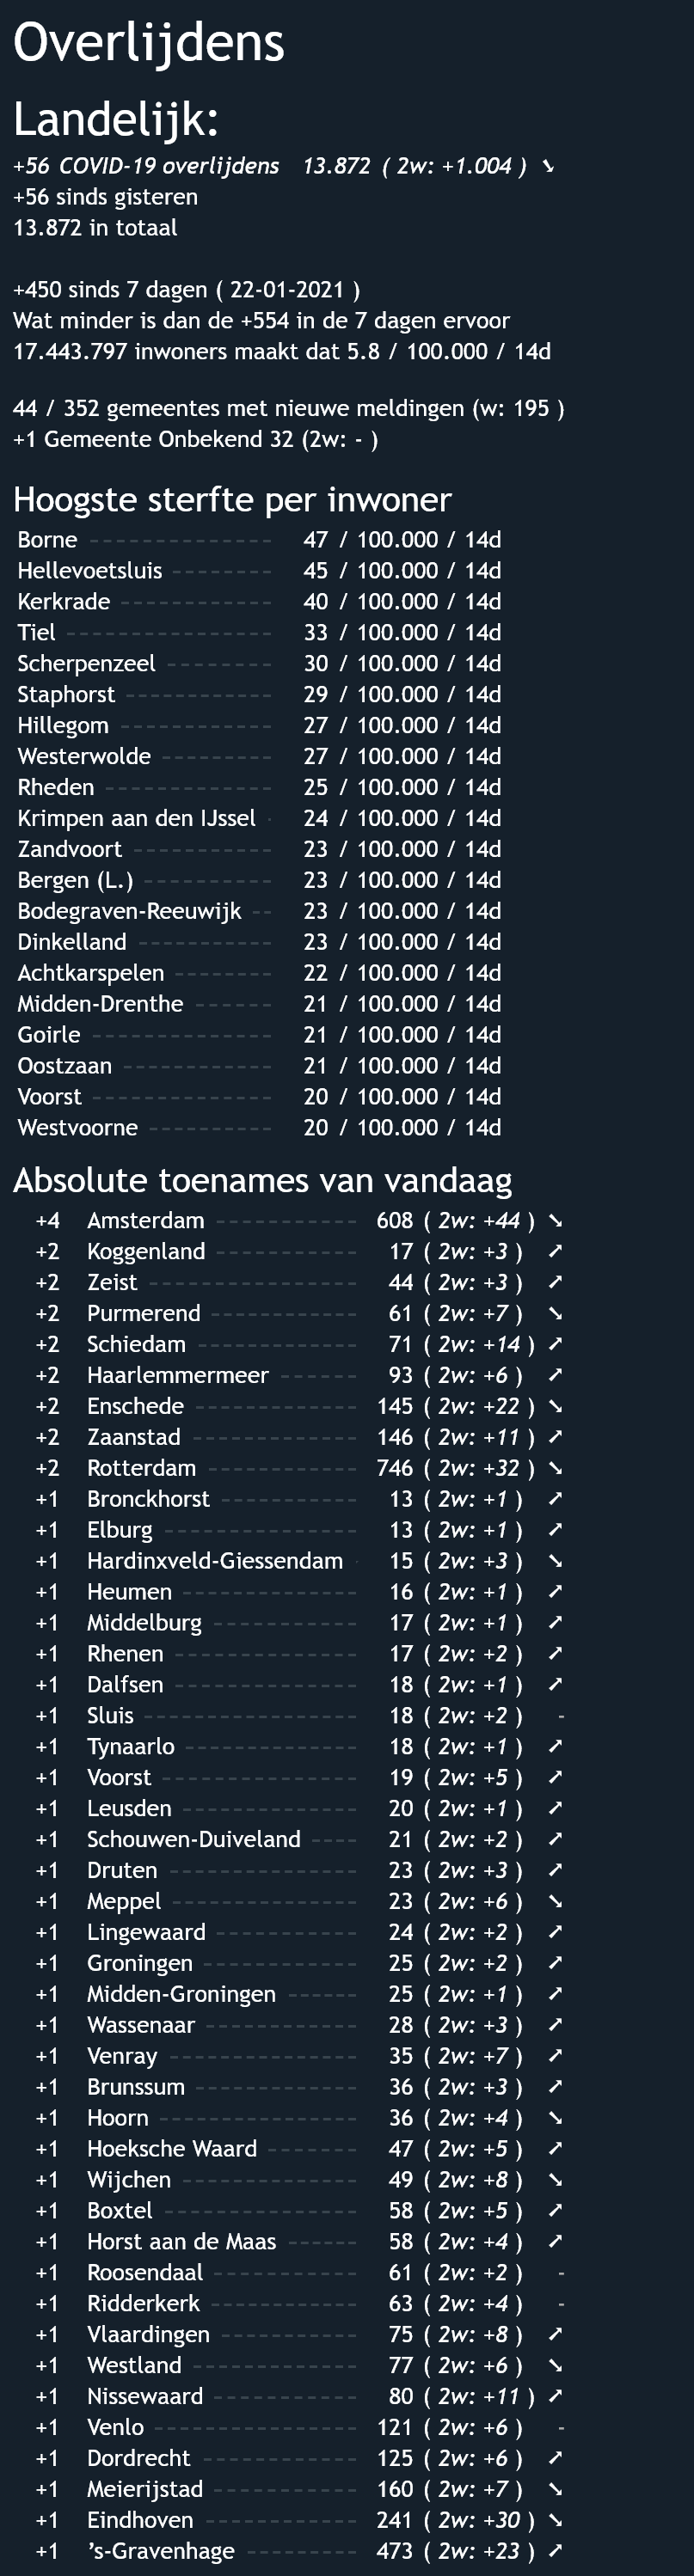 Overlijdens
Landelijk:
+56 COVID-19 overlijdens 13.872 ( 2w: +1.004 ) ➘
+56 sinds gisteren
13.872 in totaal
+450 sinds 7 dagen ( 22-01-2021 )
Wat minder is dan de +554 in de 7 dagen ervoor
17.443.797 inwoners maakt dat 5.8 / 100.000 / 14d
44 / 352 gemeentes met nieuwe meldingen (w: 195 )
+1 Gemeente Onbekend 32 (2w: - )
Hoogste sterfte per inwoner
Borne 47 / 100.000 / 14d
Hellevoetsluis 45 / 100.000 / 14d
Kerkrade 40 / 100.000 / 14d
Tiel 33 / 100.000 / 14d
Scherpenzeel 30 / 100.000 / 14d
Staphorst 29 / 100.000 / 14d
Hillegom 27 / 100.000 / 14d
Westerwolde 27 / 100.000 / 14d
Rheden 25 / 100.000 / 14d
Krimpen aan den IJssel 24 / 100.000 / 14d
Zandvoort 23 / 100.000 / 14d
Bergen (L.) 23 / 100.000 / 14d
Bodegraven-Reeuwijk 23 / 100.000 / 14d
Dinkelland 23 / 100.000 / 14d
Achtkarspelen 22 / 100.000 / 14d
Midden-Drenthe 21 / 100.000 / 14d
Goirle 21 / 100.000 / 14d
Oostzaan 21 / 100.000 / 14d
Voorst 20 / 100.000 / 14d
Westvoorne 20 / 100.000 / 14d
Absolute toenames van vandaag
+4 Amsterdam 608 ( 2w: +44 ) ➘
+2 Koggenland 17 ( 2w: +3 ) ➚
+2 Zeist 44 ( 2w: +3 ) ➚
+2 Purmerend 61 ( 2w: +7 ) ➘
+2 Schiedam 71 ( 2w: +14 ) ➚
+2 Haarlemmermeer 93 ( 2w: +6 ) ➚
+2 Enschede 145 ( 2w: +22 ) ➘
+2 Zaanstad 146 ( 2w: +11 ) ➚
+2 Rotterdam 746 ( 2w: +32 ) ➘
+1 Bronckhorst 13 ( 2w: +1 ) ➚
+1 Elburg 13 ( 2w: +1 ) ➚
+1 Hardinxveld-Giessendam 15 ( 2w: +3 ) ➘
+1 Heumen 16 ( 2w: +1 ) ➚
+1 Middelburg 17 ( 2w: +1 ) ➚
+1 Rhenen 17 ( 2w: +2 ) ➚
+1 Dalfsen 18 ( 2w: +1 ) ➚
+1 Sluis 18 ( 2w: +2 ) -
+1 Tynaarlo 18 ( 2w: +1 ) ➚
+1 Voorst 19 ( 2w: +5 ) ➚
+1 Leusden 20 ( 2w: +1 ) ➚
+1 Schouwen-Duiveland 21 ( 2w: +2 ) ➚
+1 Druten 23 ( 2w: +3 ) ➚
+1 Meppel 23 ( 2w: +6 ) ➘
+1 Lingewaard 24 ( 2w: +2 ) ➚
+1 Groningen 25 ( 2w: +2 ) ➚
+1 Midden-Groningen 25 ( 2w: +1 ) ➚
+1 Wassenaar 28 ( 2w: +3 ) ➚
+1 Venray 35 ( 2w: +7 ) ➚
+1 Brunssum 36 ( 2w: +3 ) ➚
+1 Hoorn 36 ( 2w: +4 ) ➘
+1 Hoeksche Waard 47 ( 2w: +5 ) ➚
+1 Wijchen 49 ( 2w: +8 ) ➘
+1 Boxtel 58 ( 2w: +5 ) ➚
+1 Horst aan de Maas 58 ( 2w: +4 ) ➚
+1 Roosendaal 61 ( 2w: +2 ) -
+1 Ridderkerk 63 ( 2w: +4 ) -
+1 Vlaardingen 75 ( 2w: +8 ) ➚
+1 Westland 77 ( 2w: +6 ) ➘
+1 Nissewaard 80 ( 2w: +11 ) ➚
+1 Venlo 121 ( 2w: +6 ) -
+1 Dordrecht 125 ( 2w: +6 ) ➚
+1 Meierijstad 160 ( 2w: +7 ) ➘
+1 Eindhoven 241 ( 2w: +30 ) ➘
+1 ’s-Gravenhage 473 ( 2w: +23 ) ➚